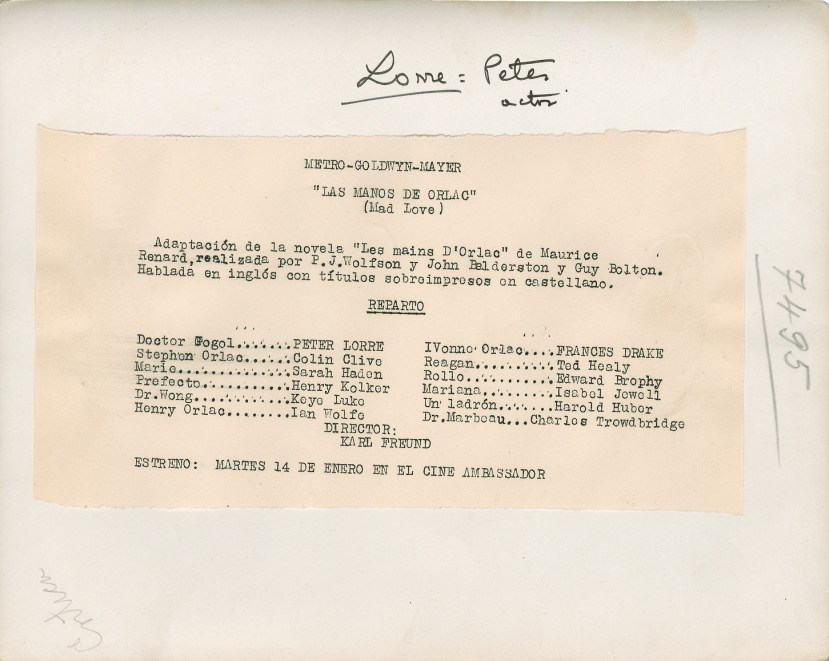 Lorre = Peter
actor
METRO-GOLDWYN-MAYER
"LAS MANOS DE ORLAC"
(Mad Love)
Adaptación de la novela "Les mains D'Orlac" de Maurice
Renard,realizada por P.J.Wolfson y John Balderston y Guy Bolton.
Hablada en inglés con títulos sobreimpresos en castellano.
REPARTO
Doctor Gogol.......PETER LORRE
Stephen Orlac......Colin Clive
Marie..............Sarah Haden
Prefecto...........Henry Kolker
Dr.Wong............Keye Luke
Henry Orlac........Ian Wolfe
IVonne Orlac....FRANCES DRAKE
Reagan..........Ted Healy
Rollo...........Edward Brophy
Mariana.........Isabel Jewell
Un ladrón.......Harold Huber
Dr.Marbeau...Charles Trowdbridge
DIRECTOR:
KARL FREUND
ESTRENO: MARTES 14 DE ENERO EN EL CINE AMBASSADOR
7495